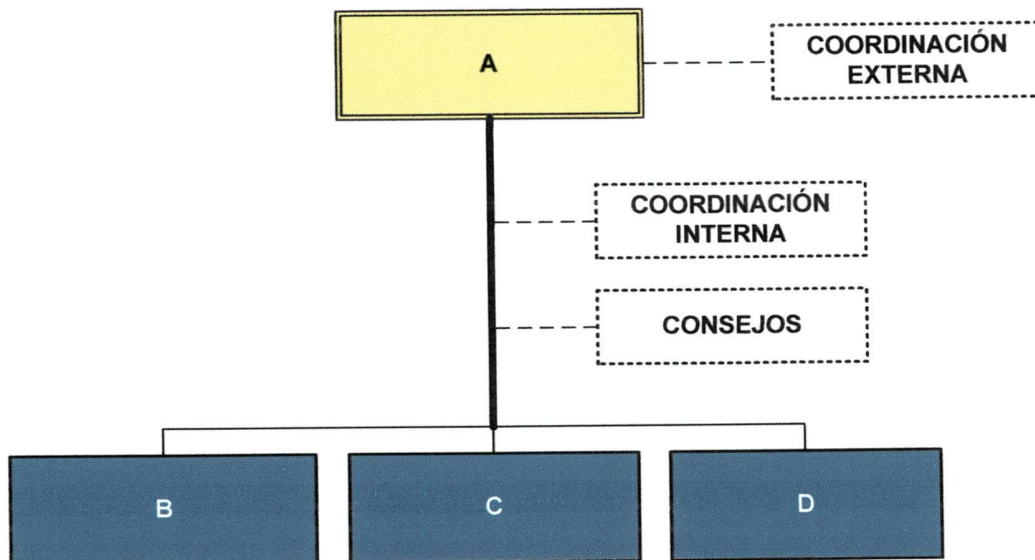 A
COORDINACIÓN
EXTERNA
COORDINACIÓN
INTERNA
CONSEJOS
B
C
D